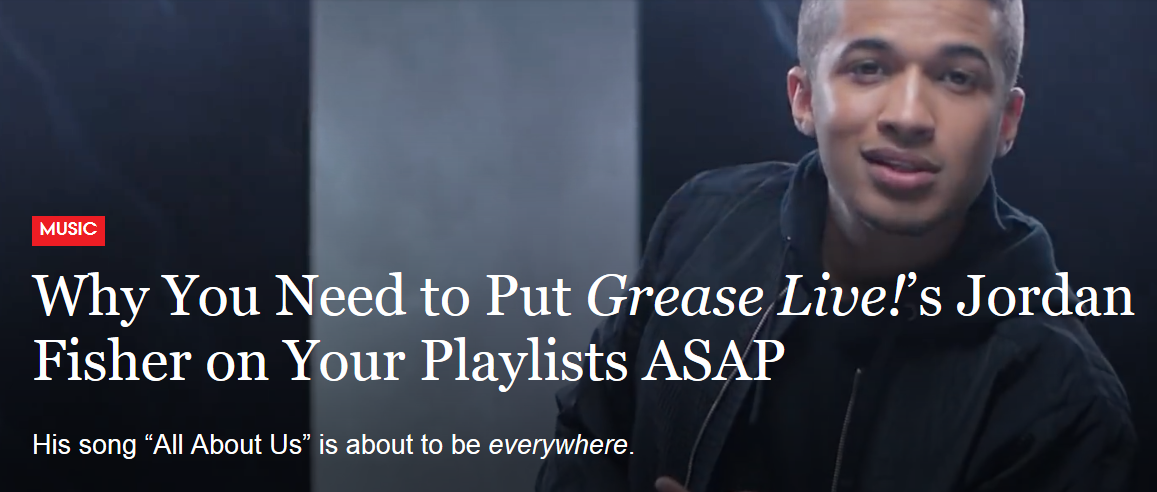 MUSIC
Why You Need to Put Grease Live!’s Jordan
Fisher on Your Playlists ASAP
His song “All About Us” is about to be everywhere.